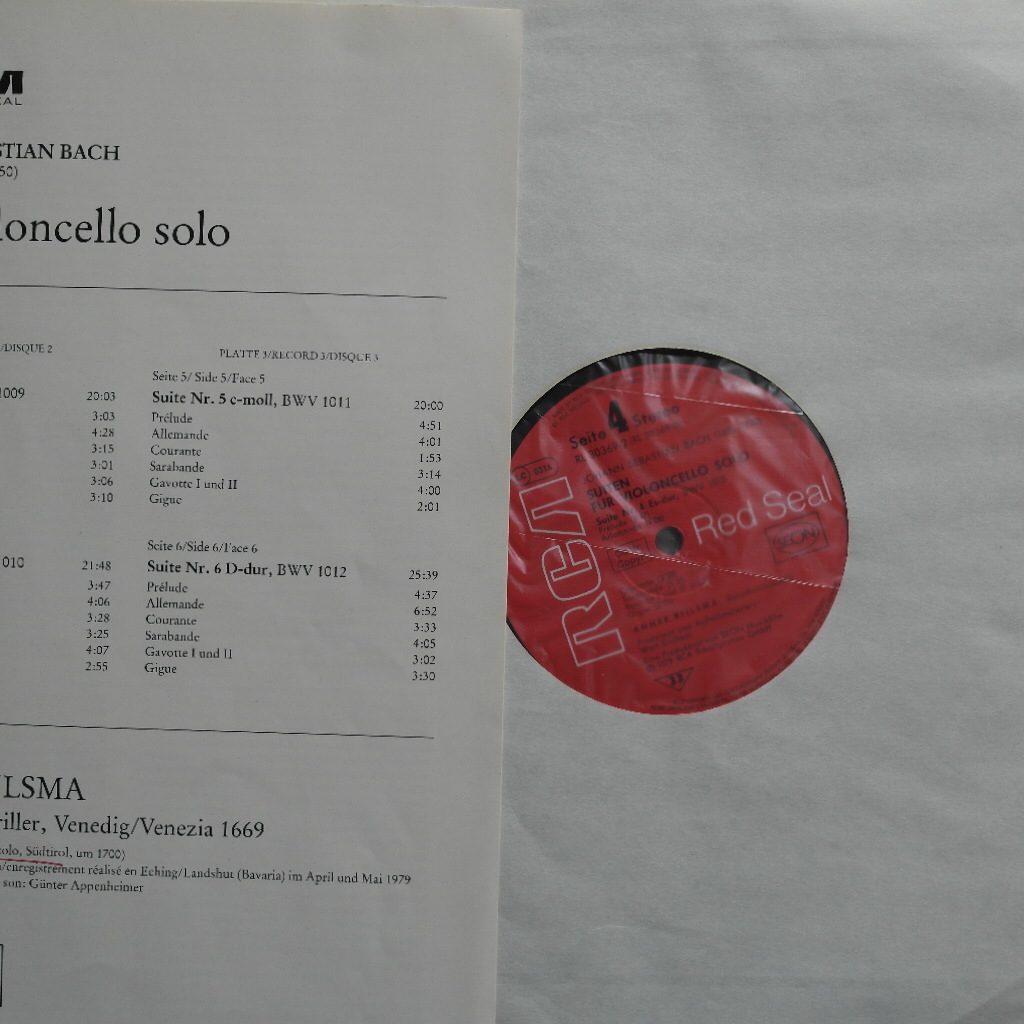 STIAN BACH
50)
loncello solo
/DISQUE 2
PLATTE 3/RECORD 3/DISQUE 3
Seite 5/ Side 5/Face 5
1009 20:03 Suite Nr. 5 c-moll, BWV 1011 20:00
3:03 Prélude 4:51
4:28 Allemande 4:01
3:15 Courante 1:53
3:01 Sarabande 3:14
3:06 Gavotte I und II 4:00
3:10 Gigue 2:01
Seite 6/Side 6/Face 6
010 21:48 Suite Nr. 6 D-dur, BWV 1012 25:39
3:47 Prélude 4:37
4:06 Allemande 6:52
3:28 Courante 3:33
3:25 Sarabande 4:05
4:07 Gavotte I und II 3:02
2:55 Gigue 3:30
LSMA
riller, Venedig/Venezia 1669
olo, Südtirol, um 1700)
/enregistrement réalisé en Eching/Landshut (Bavaria) im April und Mai 1979
son: Günter Appenheimer
Seite 4 Stereo
JOHANN SEBASTIAN BACH
SUITEN
FÜR VIOLONCELLO SOLO
RCA
Red Seal
SEON